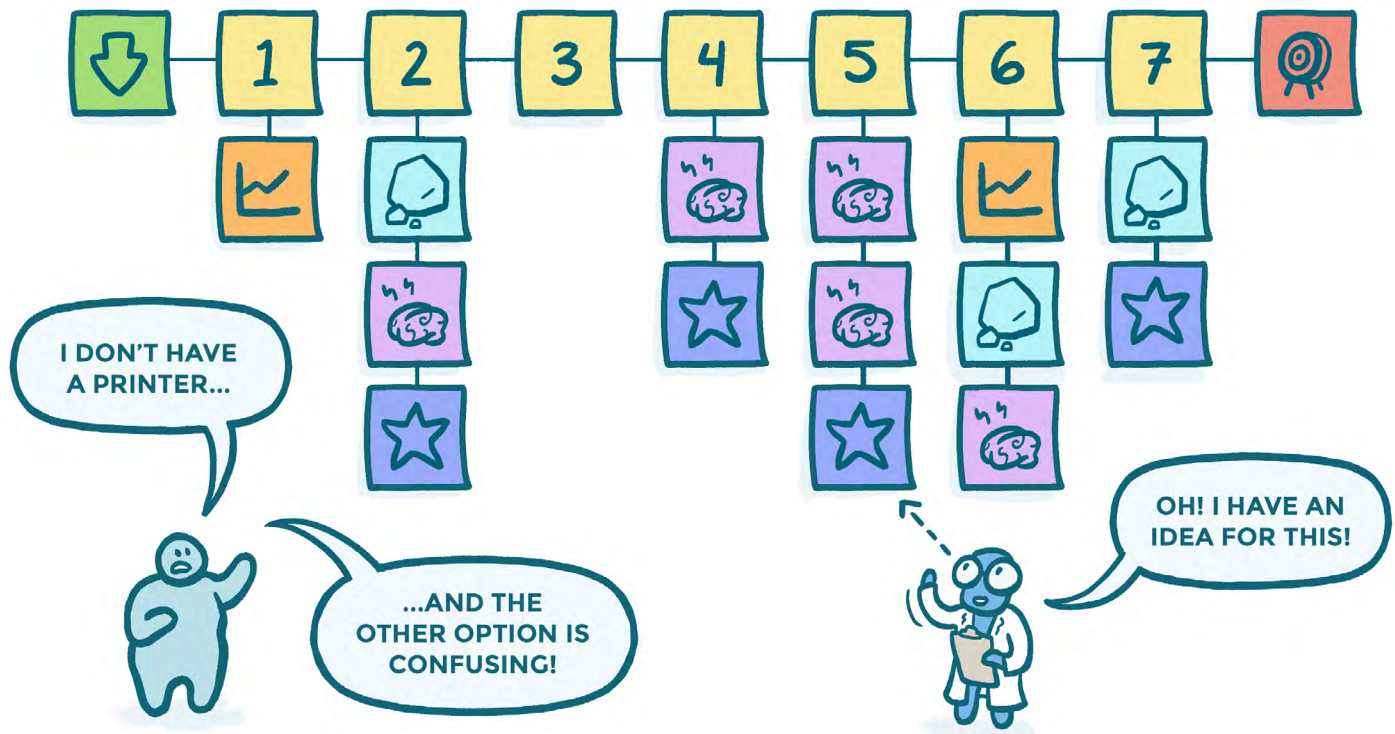 1 2 3 4 5 6 7
I DON'T HAVE
A PRINTER...
...AND THE
OTHER OPTION IS
CONFUSING!
OH! I HAVE AN
IDEA FOR THIS!